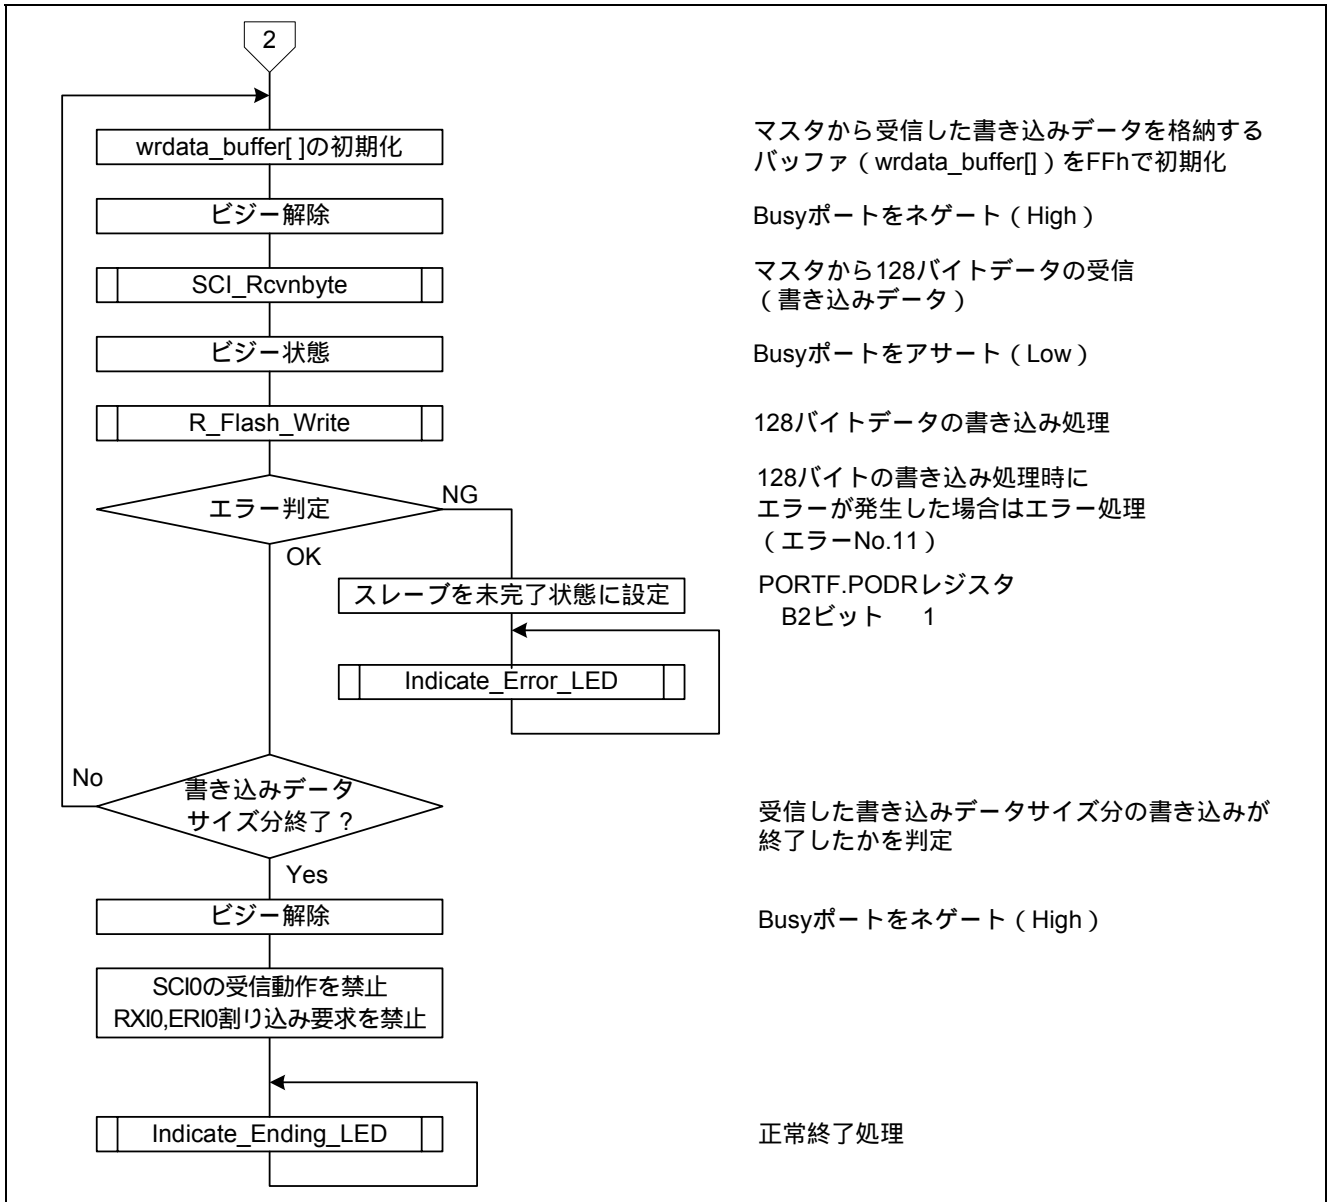 2
wrdata_buffer[ ]の初期化
マスタから受信した書き込みデータを格納する
バッファ（wrdata_buffer[]）をFFhで初期化
ビジー解除
Busyポートをネゲート（High）
SCI_Rcvnbyte
マスタから128バイトデータの受信
（書き込みデータ）
ビジー状態
Busyポートをアサート（Low）
R_Flash_Write
128バイトデータの書き込み処理
エラー判定
NG
OK
128バイトの書き込み処理時に
エラーが発生した場合はエラー処理
（エラーNo.11）
スレーブを未完了状態に設定
PORTF.PODRレジスタ
B2ビット 1
Indicate_Error_LED
No
書き込みデータ
サイズ分終了？
受信した書き込みデータサイズ分の書き込みが
終了したかを判定
Yes
ビジー解除
Busyポートをネゲート（High）
SCI0の受信動作を禁止
RXI0,ERI0割り込み要求を禁止
Indicate_Ending_LED
正常終了処理